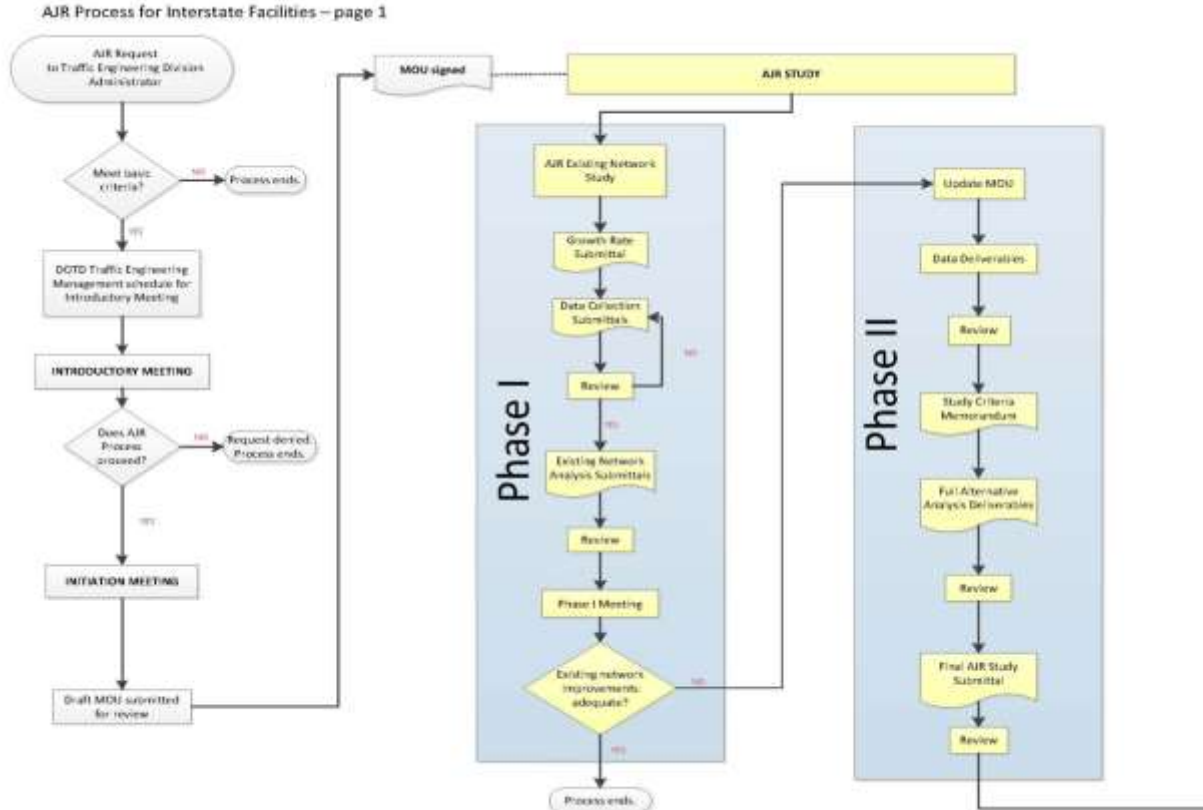 AJR Process for Interstate Facilities – page 1
AJR Request
to Traffic Engineering Division
Administrator
Meet basic
criteria?
NO
Process ends.
YES
DOTD Traffic Engineering
Management schedule for
Introductory Meeting
INTRODUCTORY MEETING
Does AJR
Process
proceed?
NO
Request denied.
Process ends.
YES
INITIATION MEETING
Draft MOU submitted
for review
MOU signed
AJR STUDY
Phase I
AJR Existing Network
Study
Growth Rate
Submittal
Data Collection
Submittals
NO
Review
YES
Existing Network
Analysis Submittals
Review
Phase I Meeting
Existing network
improvements
adequate?
NO
YES
Process ends.
Phase II
Update MOU
Data Deliverables
Review
Study Criteria
Memorandum
Full Alternative
Analysis Deliverables
Review
Final AJR Study
Submittal
Review